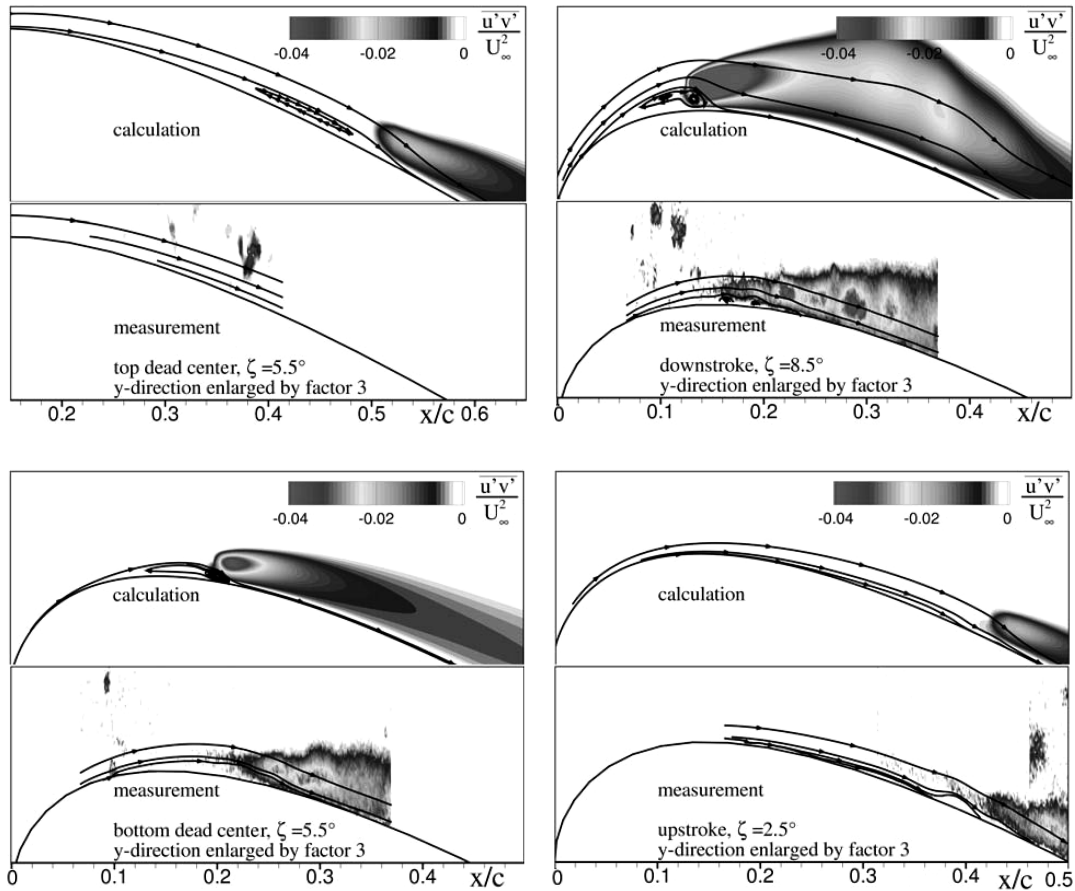 -0.04 -0.02 0 u'v' / U²∞
calculation
measurement
top dead center, ζ =5.5°
y-direction enlarged by factor 3
0.2 0.3 0.4 0.5 x/c 0.6
-0.04 -0.02 0 u'v' / U²∞
calculation
measurement
downstroke, ζ =8.5°
y-direction enlarged by factor 3
0 0.1 0.2 0.3 0.4 x/c
-0.04 -0.02 0 u'v' / U²∞
calculation
measurement
bottom dead center, ζ =5.5°
y-direction enlarged by factor 3
0 0.1 0.2 0.3 0.4 x/c
-0.04 -0.02 0 u'v' / U²∞
calculation
measurement
upstroke, ζ =2.5°
y-direction enlarged by factor 3
0 0.1 0.2 0.3 0.4 x/c 0.5